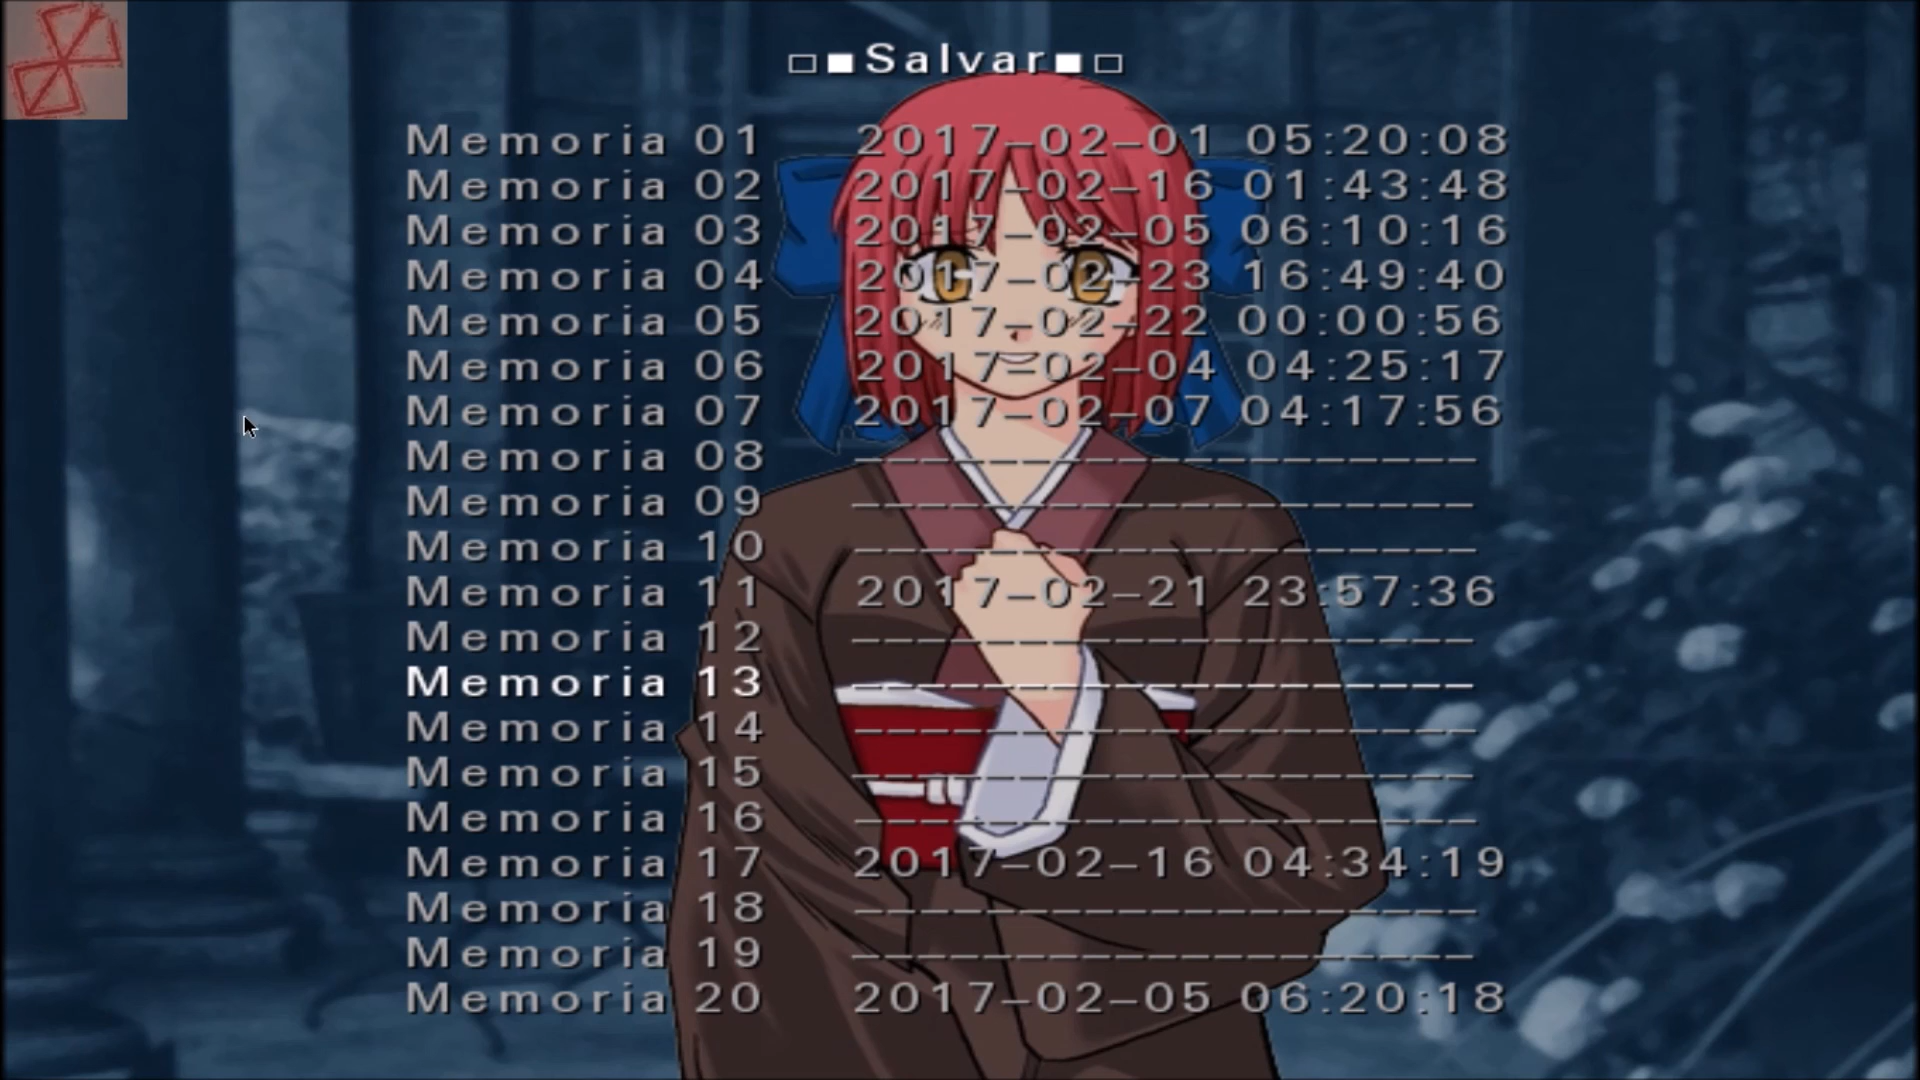 □■Salvar■□
Memoria 01 2017-02-01 05:20:08
Memoria 02 2017-02-16 01:43:48
Memoria 03 2017-02-05 06:10:16
Memoria 04 2017-02-23 16:49:40
Memoria 05 2017-02-22 00:00:56
Memoria 06 2017-02-04 04:25:17
Memoria 07 2017-02-07 04:17:56
Memoria 08 -------------------
Memoria 09 -------------------
Memoria 10 -------------------
Memoria 11 2017-02-21 23:57:36
Memoria 12 -------------------
Memoria 13 -------------------
Memoria 14 -------------------
Memoria 15 -------------------
Memoria 16 -------------------
Memoria 17 2017-02-16 04:34:19
Memoria 18 -------------------
Memoria 19 -------------------
Memoria 20 2017-02-05 06:20:18